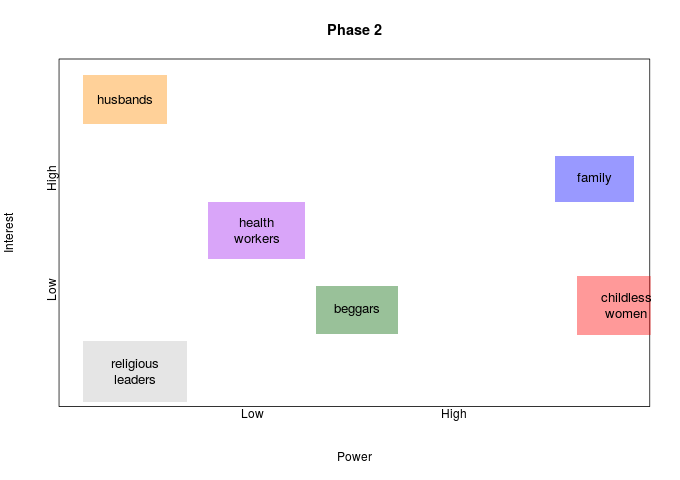 Phase 2
husbands
High
family
Interest
health
workers
Low
childless
women
beggars
religious
leaders
Low
High
Power